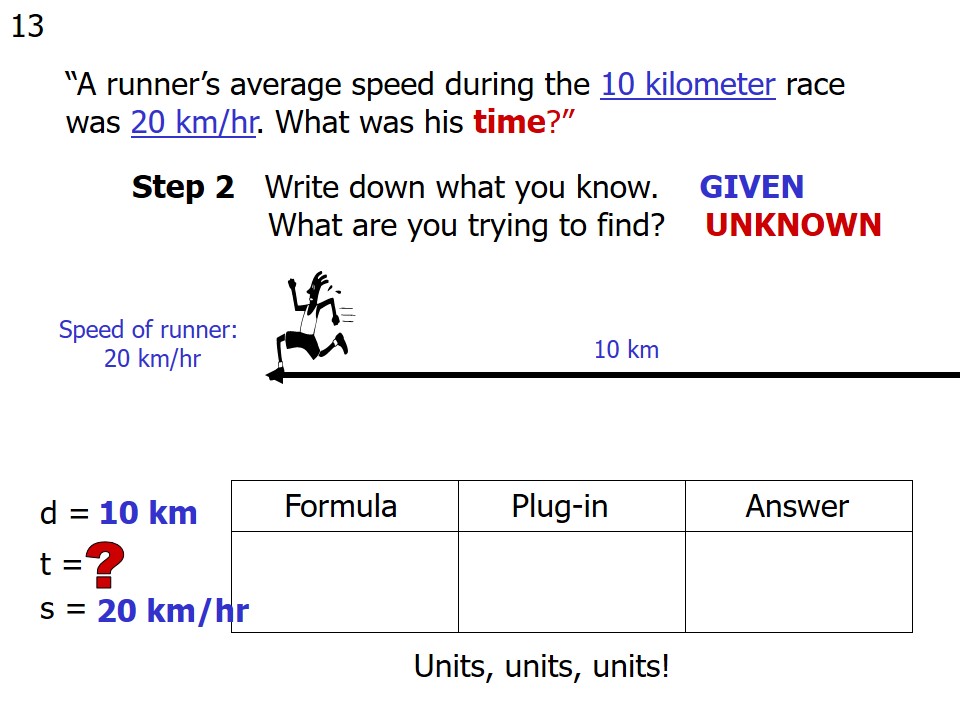 13
“A runner’s average speed during the 10 kilometer race
was 20 km/hr. What was his time?”
Step 2 Write down what you know. GIVEN
What are you trying to find? UNKNOWN
Speed of runner:
20 km/hr
10 km
d = 10 km
t = ?
s = 20 km/hr
Formula Plug-in Answer
Units, units, units!